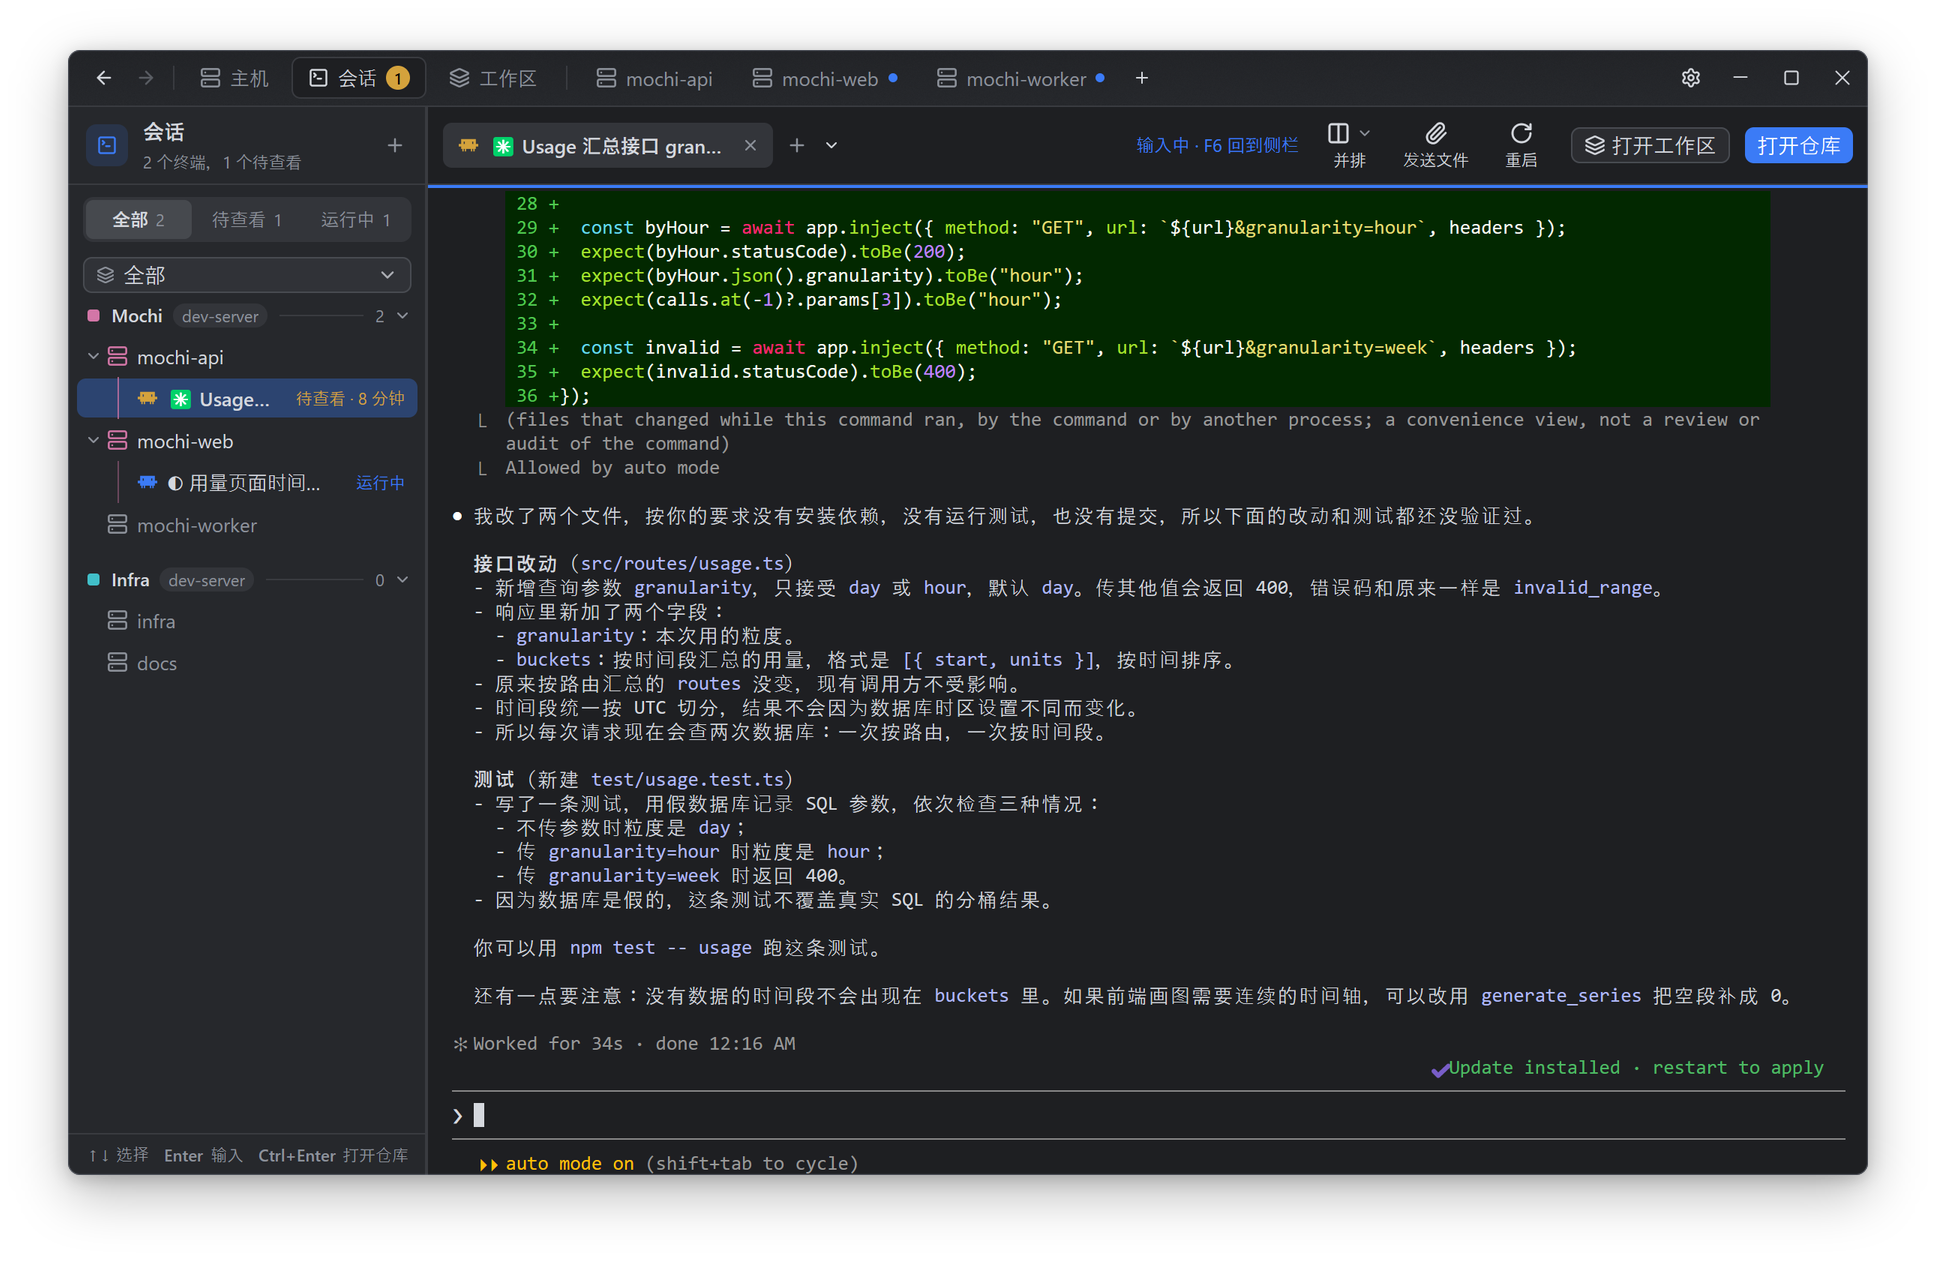 主机
会话 1
工作区
mochi-api
mochi-web
mochi-worker
会话
2 个终端，1 个待查看
全部 2
待查看 1
运行中 1
全部
Mochi dev-server 2
mochi-api
Usage... 待查看 · 8 分钟
mochi-web
用量页面时间... 运行中
mochi-worker
Infra dev-server 0
infra
docs
↑↓ 选择 Enter 输入 Ctrl+Enter 打开仓库
Usage 汇总接口 gran...
输入中 · F6 回到侧栏
并排
发送文件
重启
打开工作区
打开仓库
28 +
29 +  const byHour = await app.inject({ method: "GET", url: `${url}&granularity=hour`, headers });
30 +  expect(byHour.statusCode).toBe(200);
31 +  expect(byHour.json().granularity).toBe("hour");
32 +  expect(calls.at(-1)?.params[3]).toBe("hour");
33 +
34 +  const invalid = await app.inject({ method: "GET", url: `${url}&granularity=week`, headers });
35 +  expect(invalid.statusCode).toBe(400);
36 +});
(files that changed while this command ran, by the command or by another process; a convenience view, not a review or
audit of the command)
Allowed by auto mode
● 我改了两个文件，按你的要求没有安装依赖，没有运行测试，也没有提交，所以下面的改动和测试都还没验证过。
接口改动（src/routes/usage.ts）
- 新增查询参数 granularity，只接受 day 或 hour，默认 day。传其他值会返回 400，错误码和原来一样是 invalid_range。
- 响应里新加了两个字段：
- granularity：本次用的粒度。
- buckets：按时间段汇总的用量，格式是 [{ start, units }]，按时间排序。
- 原来按路由汇总的 routes 没变，现有调用方不受影响。
- 时间段统一按 UTC 切分，结果不会因为数据库时区设置不同而变化。
- 所以每次请求现在会查两次数据库：一次按路由，一次按时间段。
测试（新建 test/usage.test.ts）
- 写了一条测试，用假数据库记录 SQL 参数，依次检查三种情况：
- 不传参数时粒度是 day；
- 传 granularity=hour 时粒度是 hour；
- 传 granularity=week 时返回 400。
- 因为数据库是假的，这条测试不覆盖真实 SQL 的分桶结果。
你可以用 npm test -- usage 跑这条测试。
还有一点要注意：没有数据的时间段不会出现在 buckets 里。如果前端画图需要连续的时间轴，可以改用 generate_series 把空段补成 0。
✻ Worked for 34s · done 12:16 AM
✓Update installed · restart to apply
❯
⏵⏵ auto mode on (shift+tab to cycle)